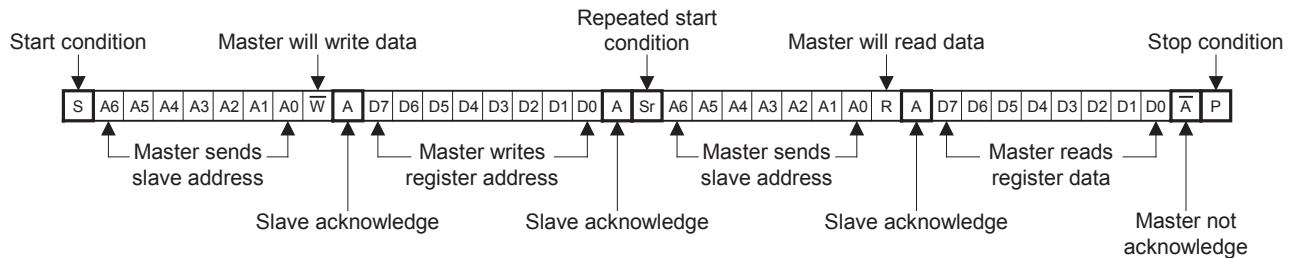 Repeated start
condition
Start condition Master will write data Master will read data Stop condition
S A6 A5 A4 A3 A2 A1 A0 W̅ A D7 D6 D5 D4 D3 D2 D1 D0 A Sr A6 A5 A4 A3 A2 A1 A0 R A D7 D6 D5 D4 D3 D2 D1 D0 A̅ P
Master sends
slave address
Master writes
register address
Master sends
slave address
Master reads
register data
Slave acknowledge Slave acknowledge Slave acknowledge
Master not
acknowledge